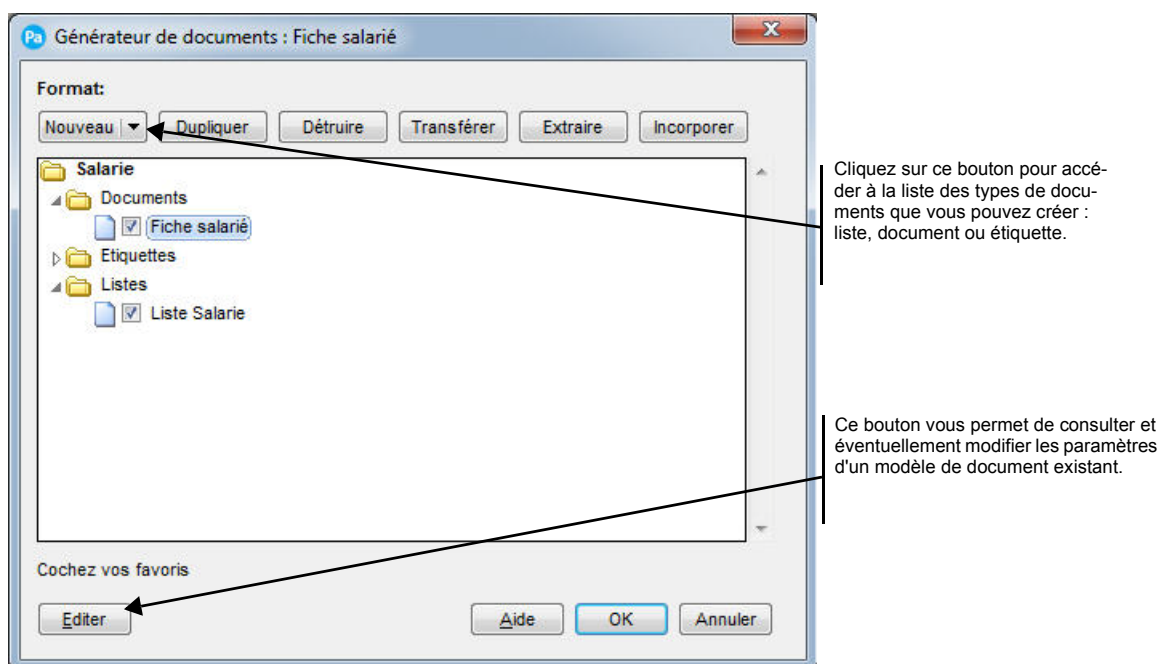 Pa Générateur de documents : Fiche salarié
Format:
Nouveau Dupliquer Détruire Transférer Extraire Incorporer
Salarie
Documents
Fiche salarié
Etiquettes
Listes
Liste Salarie
Cochez vos favoris
Editer Aide OK Annuler
Cliquez sur ce bouton pour accé-
der à la liste des types de docu-
ments que vous pouvez créer :
liste, document ou étiquette.
Ce bouton vous permet de consulter et
éventuellement modifier les paramètres
d'un modèle de document existant.